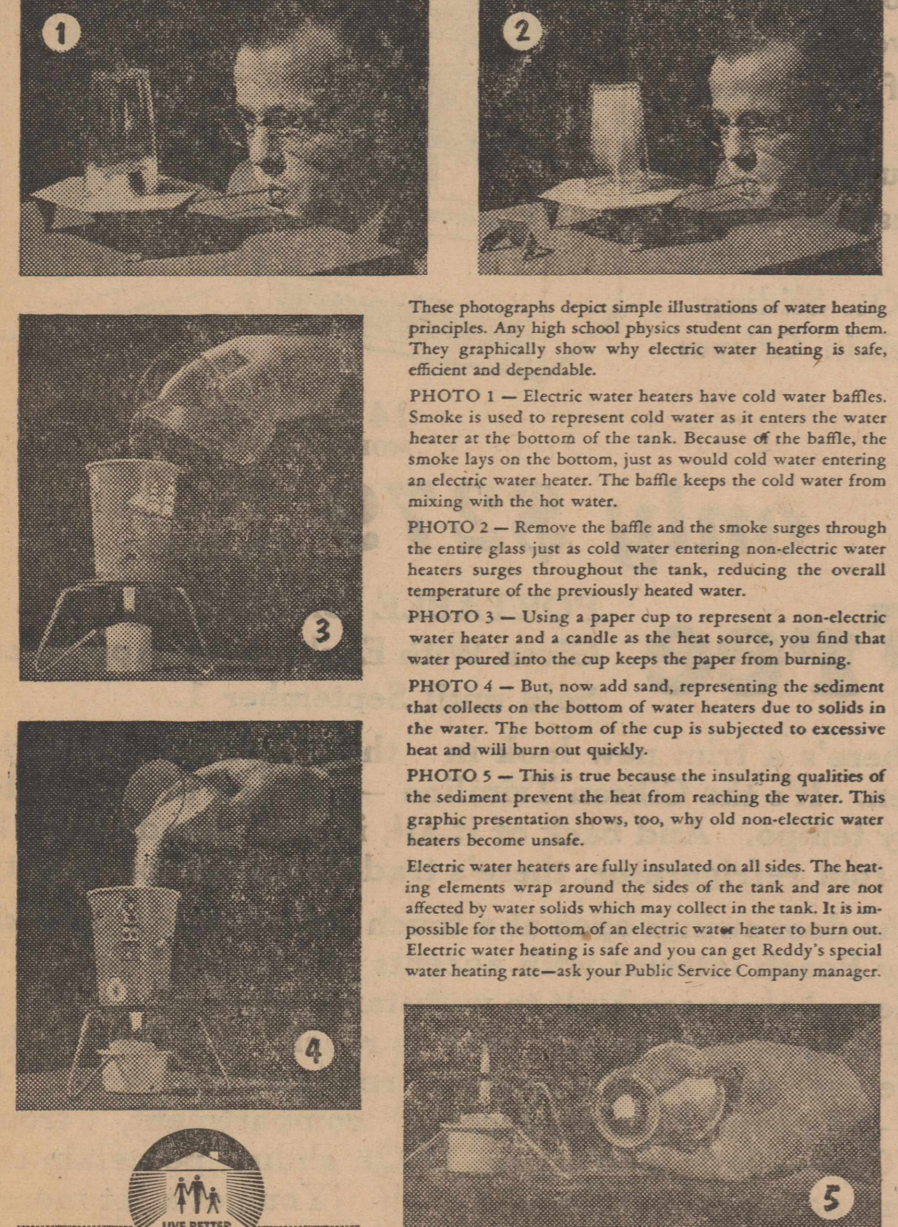 1
2
These photographs depict simple illustrations of water heating
principles. Any high school physics student can perform them.
They graphically show why electric water heating is safe,
efficient and dependable.
PHOTO 1 — Electric water heaters have cold water baffles.
Smoke is used to represent cold water as it enters the water
heater at the bottom of the tank. Because of the baffle, the
smoke lays on the bottom, just as would cold water entering
an electric water heater. The baffle keeps the cold water from
mixing with the hot water.
PHOTO 2 — Remove the baffle and the smoke surges through
the entire glass just as cold water entering non-electric water
heaters surges throughout the tank, reducing the overall
temperature of the previously heated water.
PHOTO 3 — Using a paper cup to represent a non-electric
water heater and a candle as the heat source, you find that
water poured into the cup keeps the paper from burning.
PHOTO 4 — But, now add sand, representing the sediment
that collects on the bottom of water heaters due to solids in
the water. The bottom of the cup is subjected to excessive
heat and will burn out quickly.
PHOTO 5 — This is true because the insulating qualities of
the sediment prevent the heat from reaching the water. This
graphic presentation shows, too, why old non-electric water
heaters become unsafe.
Electric water heaters are fully insulated on all sides. The heat-
ing elements wrap around the sides of the tank and are not
affected by water solids which may collect in the tank. It is im-
possible for the bottom of an electric water heater to burn out.
Electric water heating is safe and you can get Reddy's special
water heating rate—ask your Public Service Company manager.
3
4
5
LIVE BETTER